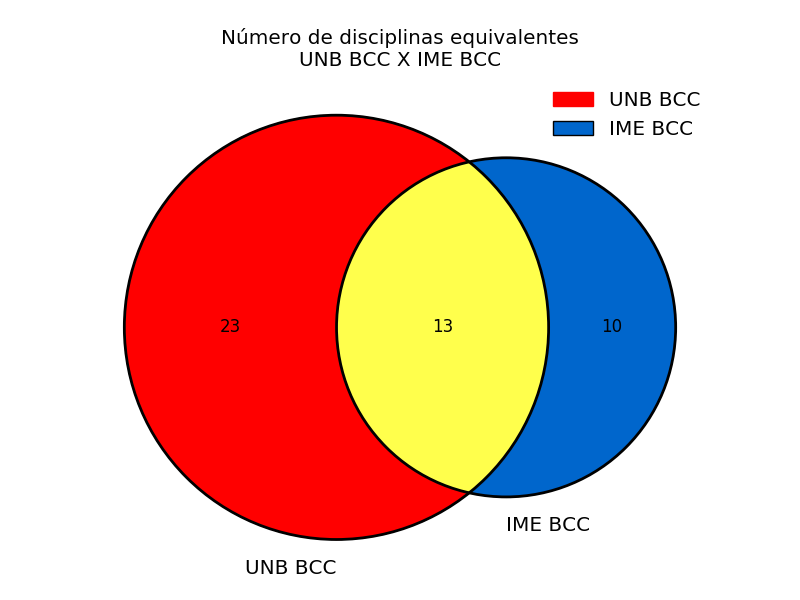 Número de disciplinas equivalentes
UNB BCC X IME BCC
UNB BCC
IME BCC
23
13
10
IME BCC
UNB BCC